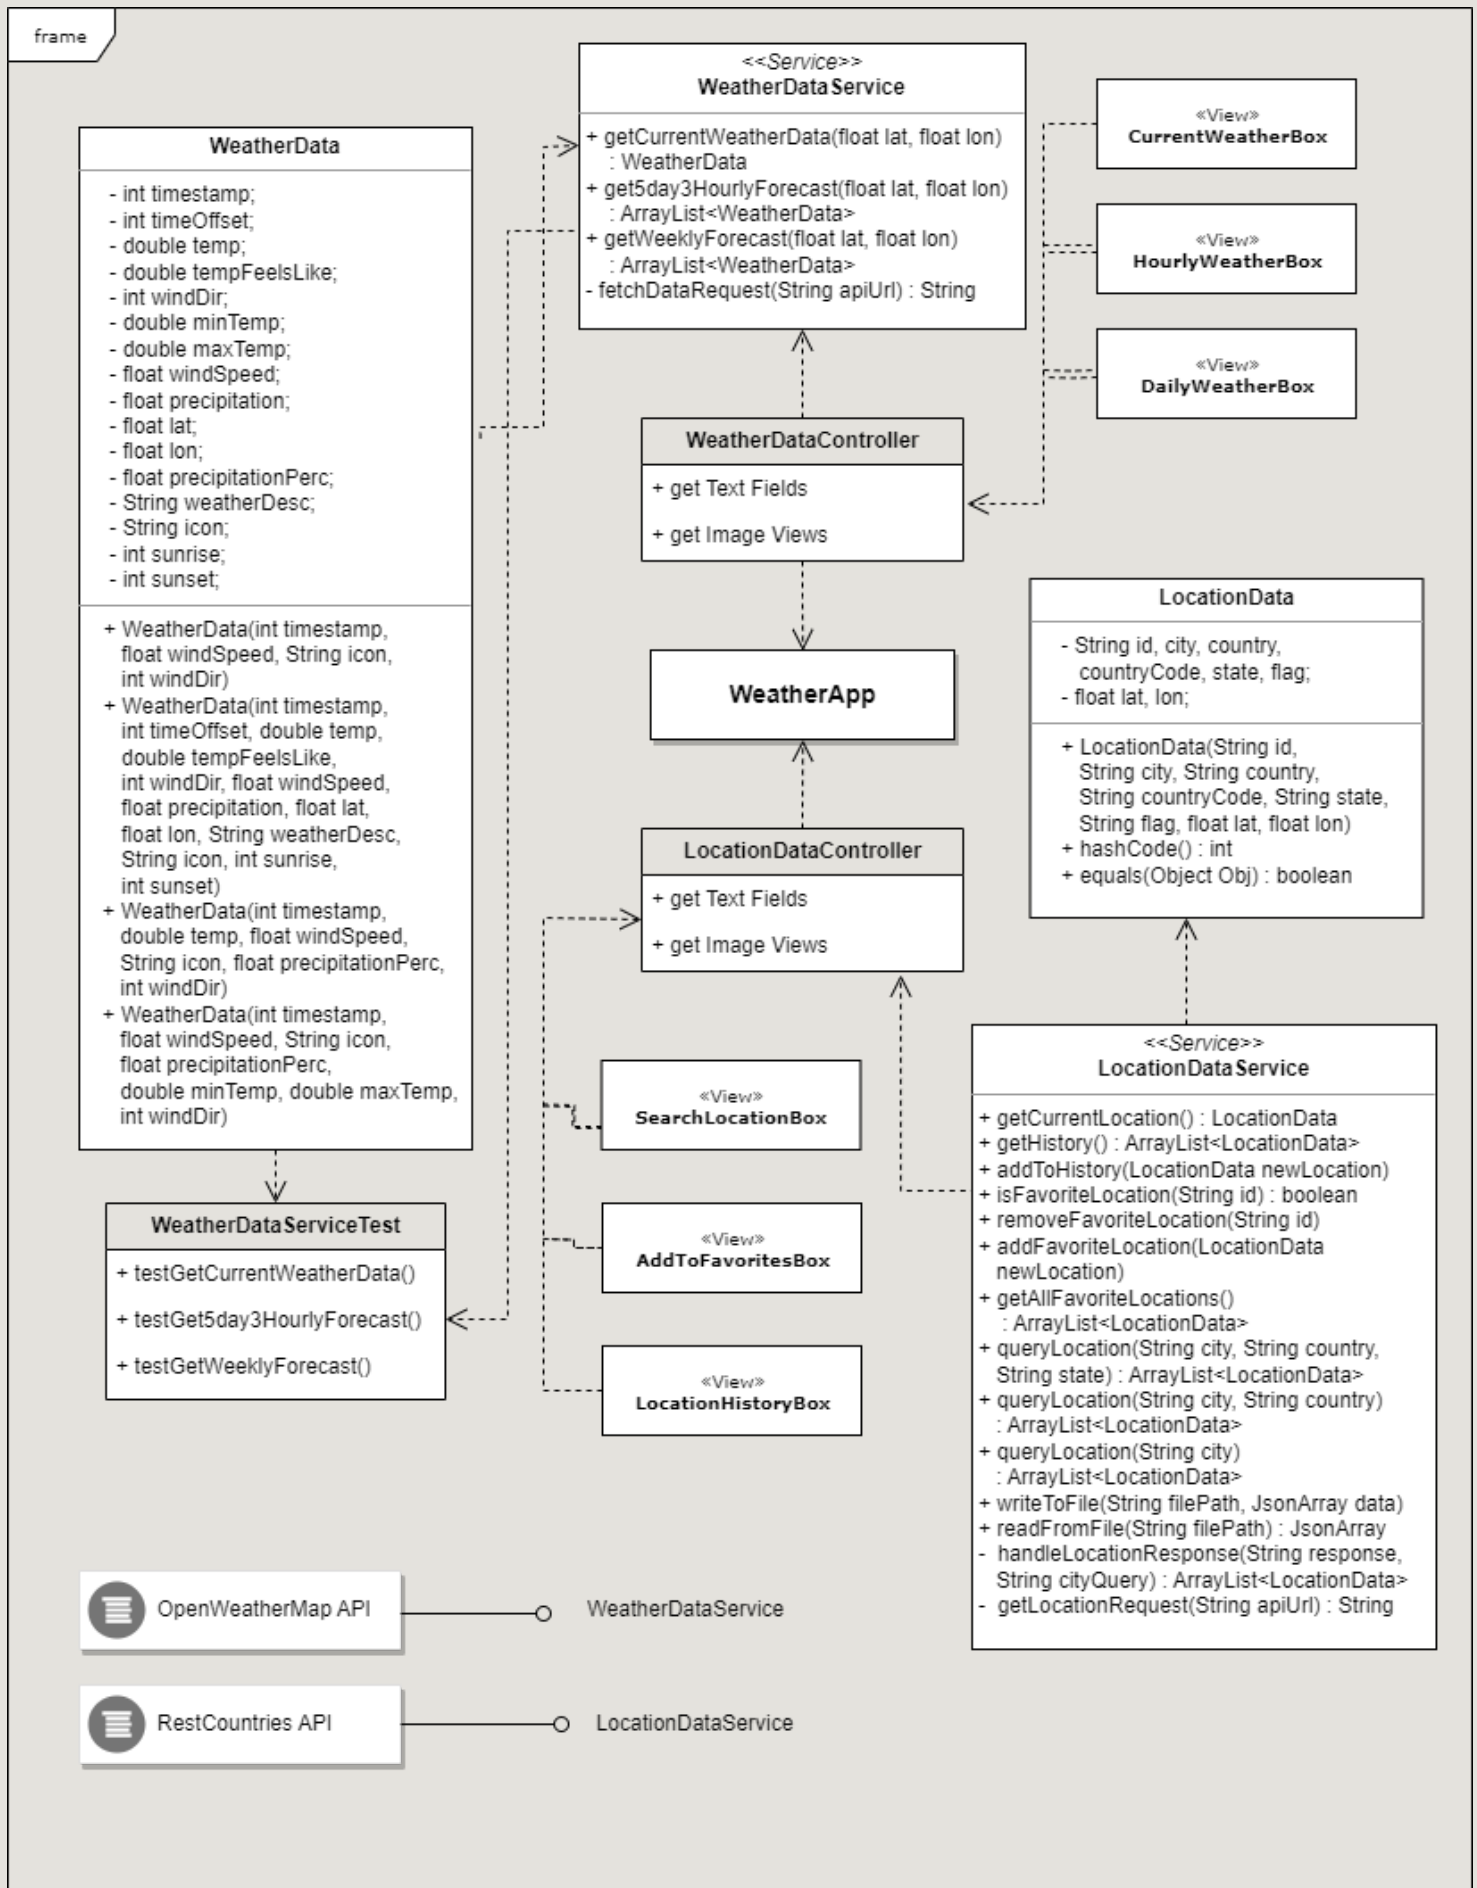 frame
<<Service>>
WeatherDataService
+ getCurrentWeatherData(float lat, float lon)
: WeatherData
+ get5day3HourlyForecast(float lat, float lon)
: ArrayList<WeatherData>
+ getWeeklyForecast(float lat, float lon)
: ArrayList<WeatherData>
- fetchDataRequest(String apiUrl) : String
«View»
CurrentWeatherBox
«View»
HourlyWeatherBox
«View»
DailyWeatherBox
WeatherData
- int timestamp;
- int timeOffset;
- double temp;
- double tempFeelsLike;
- int windDir;
- double minTemp;
- double maxTemp;
- float windSpeed;
- float precipitation;
- float lat;
- float lon;
- float precipitationPerc;
- String weatherDesc;
- String icon;
- int sunrise;
- int sunset;
+ WeatherData(int timestamp,
float windSpeed, String icon,
int windDir)
+ WeatherData(int timestamp,
int timeOffset, double temp,
double tempFeelsLike,
int windDir, float windSpeed,
float precipitation, float lat,
float lon, String weatherDesc,
String icon, int sunrise,
int sunset)
+ WeatherData(int timestamp,
double temp, float windSpeed,
String icon, float precipitationPerc,
int windDir)
+ WeatherData(int timestamp,
float windSpeed, String icon,
float precipitationPerc,
double minTemp, double maxTemp,
int windDir)
WeatherDataController
+ get Text Fields
+ get Image Views
WeatherApp
LocationData
- String id, city, country,
countryCode, state, flag;
- float lat, lon;
+ LocationData(String id,
String city, String country,
String countryCode, String state,
String flag, float lat, float lon)
+ hashCode() : int
+ equals(Object Obj) : boolean
LocationDataController
+ get Text Fields
+ get Image Views
«View»
SearchLocationBox
«View»
AddToFavoritesBox
«View»
LocationHistoryBox
WeatherDataServiceTest
+ testGetCurrentWeatherData()
+ testGet5day3HourlyForecast()
+ testGetWeeklyForecast()
<<Service>>
LocationDataService
+ getCurrentLocation() : LocationData
+ getHistory() : ArrayList<LocationData>
+ addToHistory(LocationData newLocation)
+ isFavoriteLocation(String id) : boolean
+ removeFavoriteLocation(String id)
+ addFavoriteLocation(LocationData
newLocation)
+ getAllFavoriteLocations()
: ArrayList<LocationData>
+ queryLocation(String city, String country,
String state) : ArrayList<LocationData>
+ queryLocation(String city, String country)
: ArrayList<LocationData>
+ queryLocation(String city)
: ArrayList<LocationData>
+ writeToFile(String filePath, JsonArray data)
+ readFromFile(String filePath) : JsonArray
- handleLocationResponse(String response,
String cityQuery) : ArrayList<LocationData>
- getLocationRequest(String apiUrl) : String
OpenWeatherMap API
WeatherDataService
RestCountries API
LocationDataService